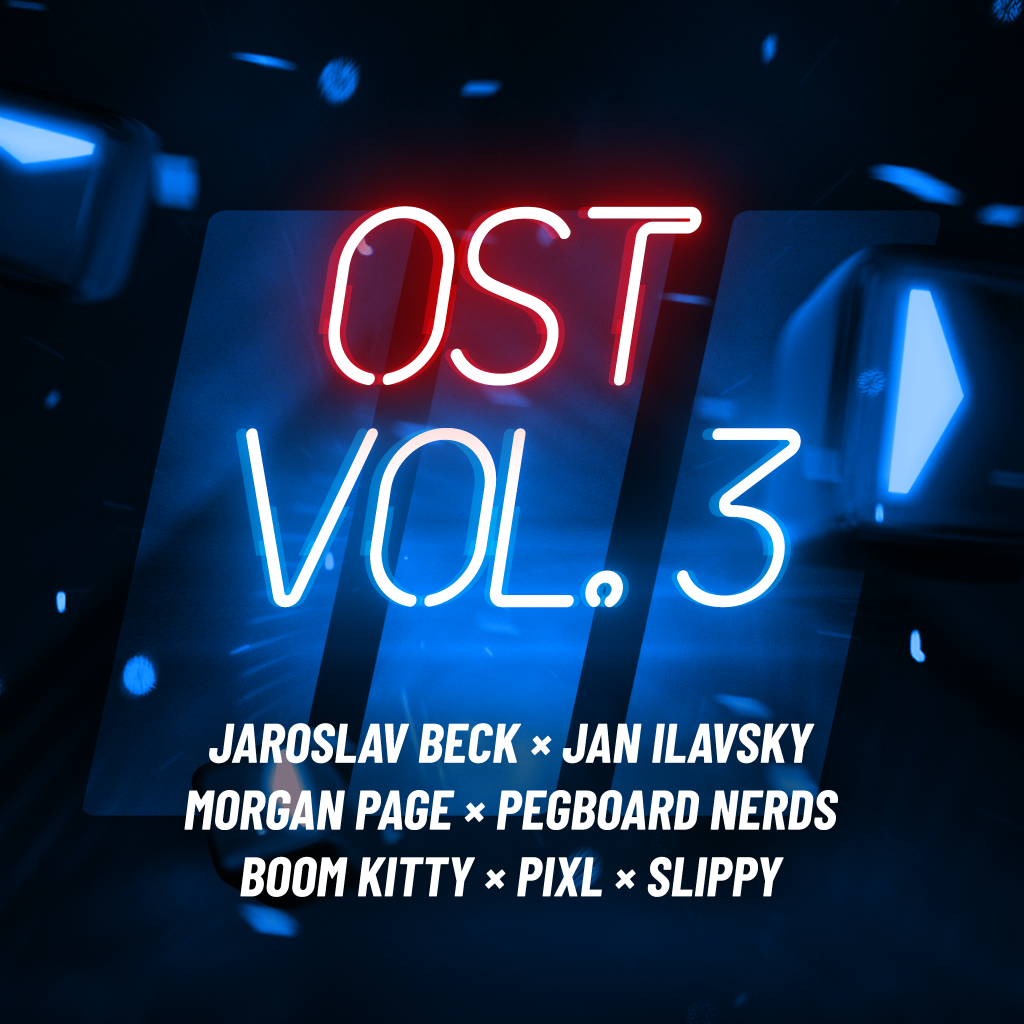 OST
VOL. 3
JAROSLAV BECK × JAN ILAVSKY
MORGAN PAGE × PEGBOARD NERDS
BOOM KITTY × PIXL × SLIPPY